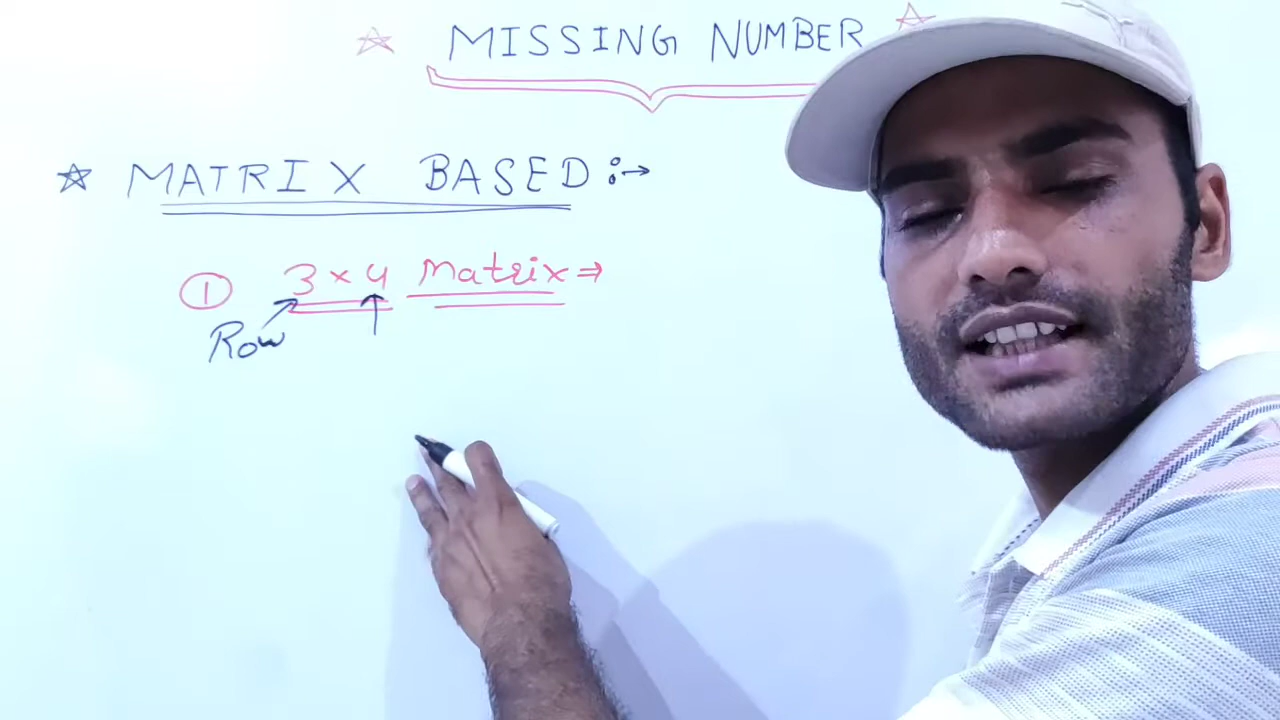 ☆ MISSING NUMBER ☆
☆ MATRIX BASED :→
① 3 × 4 Matrix ⇒
Row